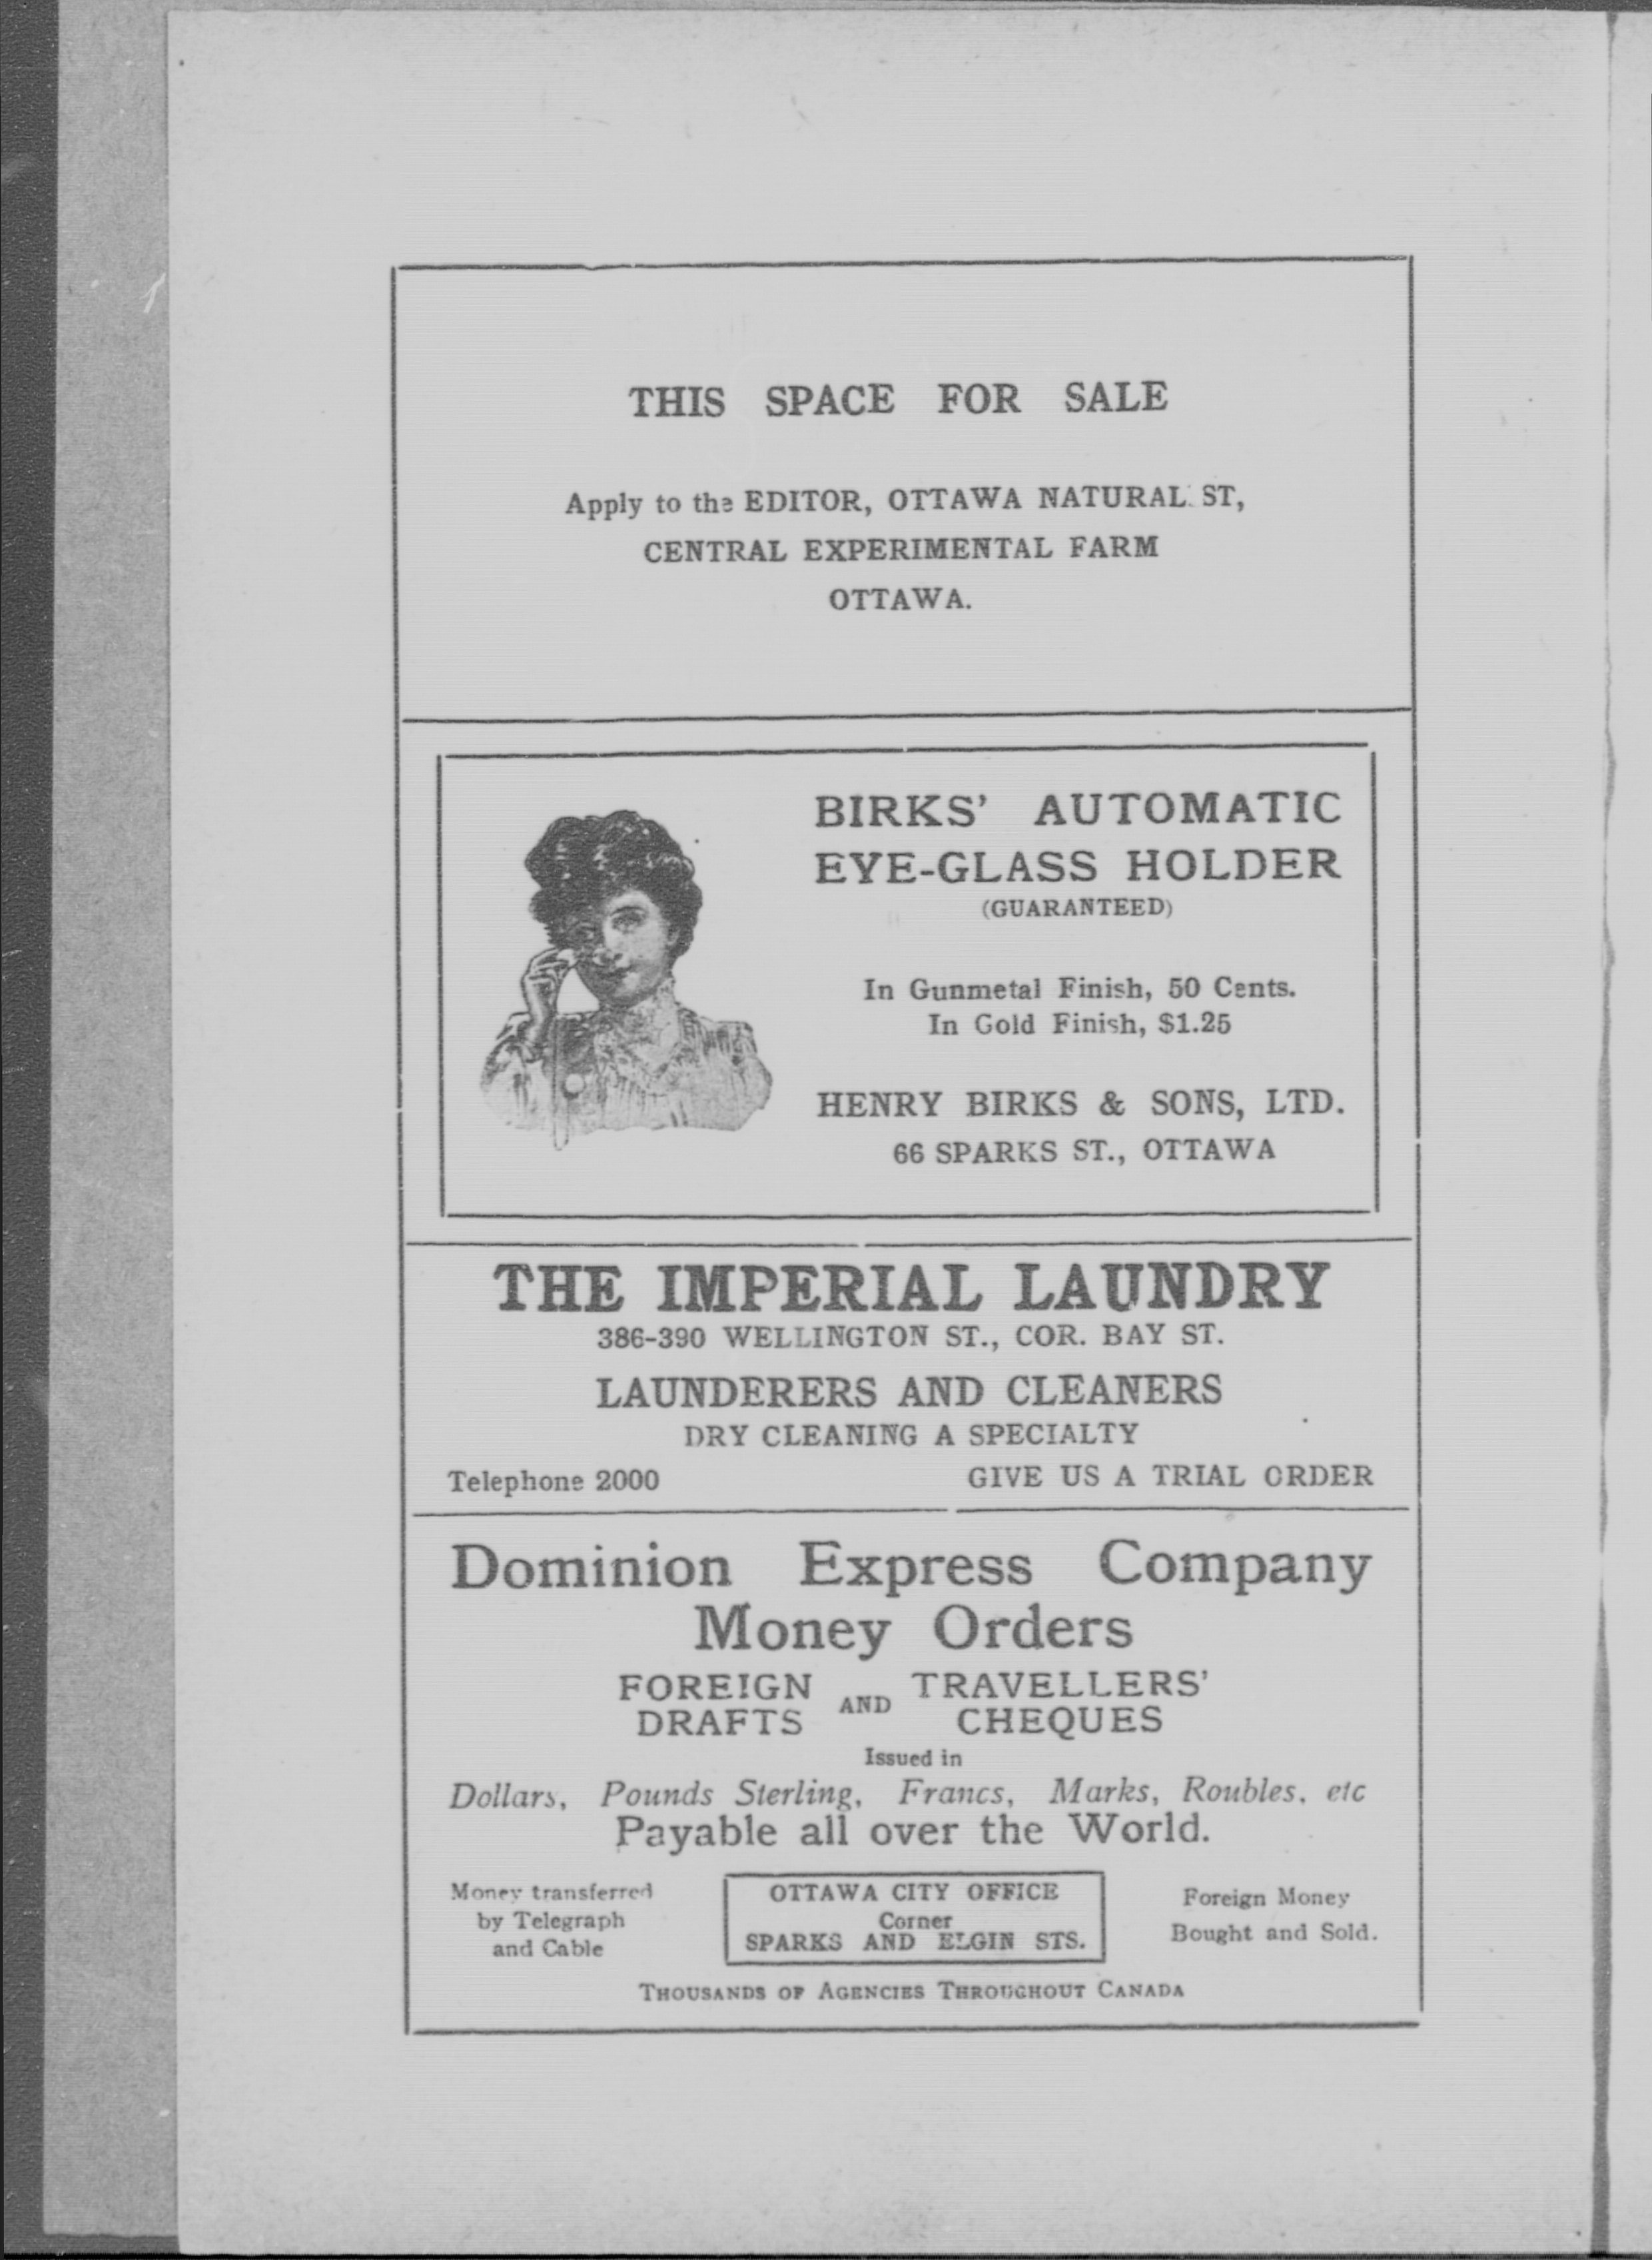 THIS SPACE FOR SALE
Apply to the EDITOR, OTTAWA NATURAL ST,
CENTRAL EXPERIMENTAL FARM
OTTAWA.
BIRKS' AUTOMATIC
EYE-GLASS HOLDER
(GUARANTEED)
In Gunmetal Finish, 50 Cents.
In Gold Finish, $1.25
HENRY BIRKS & SONS, LTD.
66 SPARKS ST., OTTAWA
THE IMPERIAL LAUNDRY
386-390 WELLINGTON ST., COR. BAY ST.
LAUNDERERS AND CLEANERS
DRY CLEANING A SPECIALTY
Telephone 2000 GIVE US A TRIAL ORDER
Dominion Express Company
Money Orders
FOREIGN DRAFTS AND TRAVELLERS' CHEQUES
Issued in
Dollars, Pounds Sterling, Francs, Marks, Roubles, etc
Payable all over the World.
Money transferred
by Telegraph
and Cable
OTTAWA CITY OFFICE
Corner
SPARKS AND ELGIN STS.
Foreign Money
Bought and Sold.
THOUSANDS OF AGENCIES THROUGHOUT CANADA